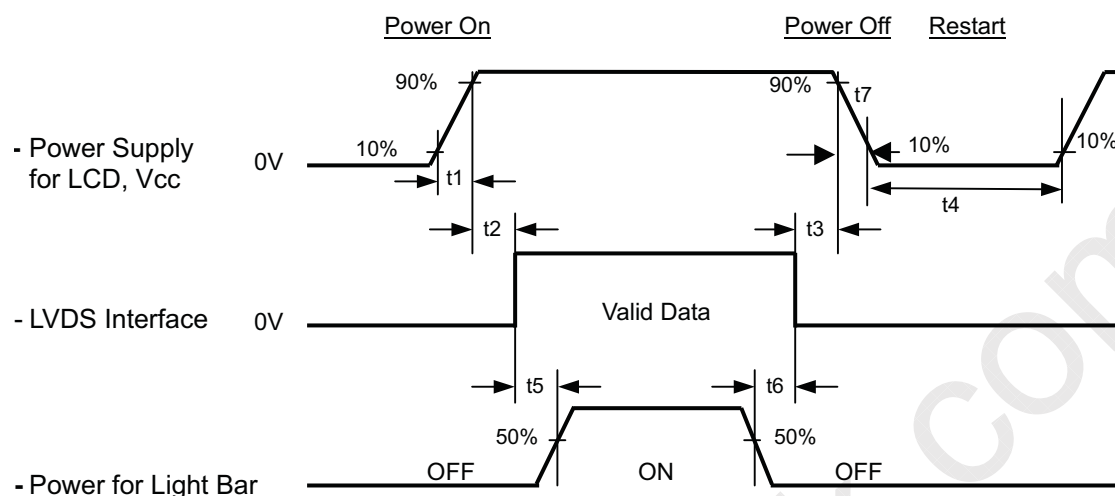 Power On
Power Off
Restart
90%
90%
t7
- Power Supply
for LCD, Vcc
0V
10%
10%
10%
t1
t4
t2
t3
- LVDS Interface
0V
Valid Data
t5
t6
50%
50%
- Power for Light Bar
OFF
ON
OFF
com